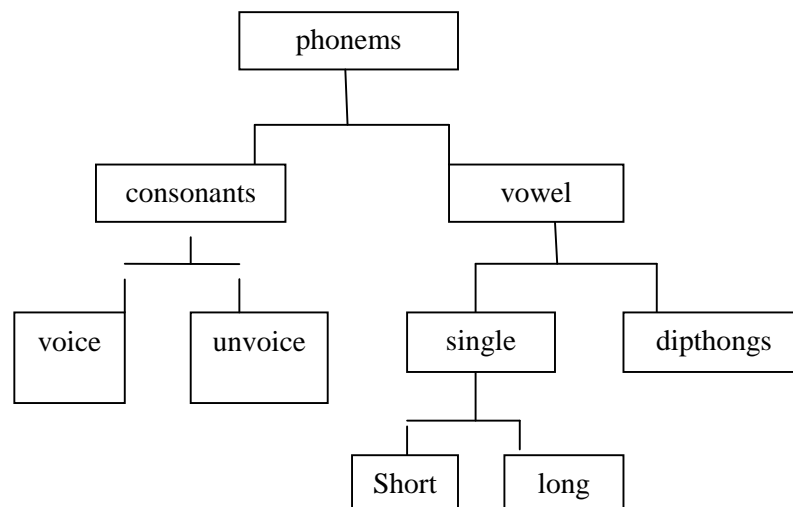 phonems
consonants
vowel
voice
unvoice
single
dipthongs
Short
long